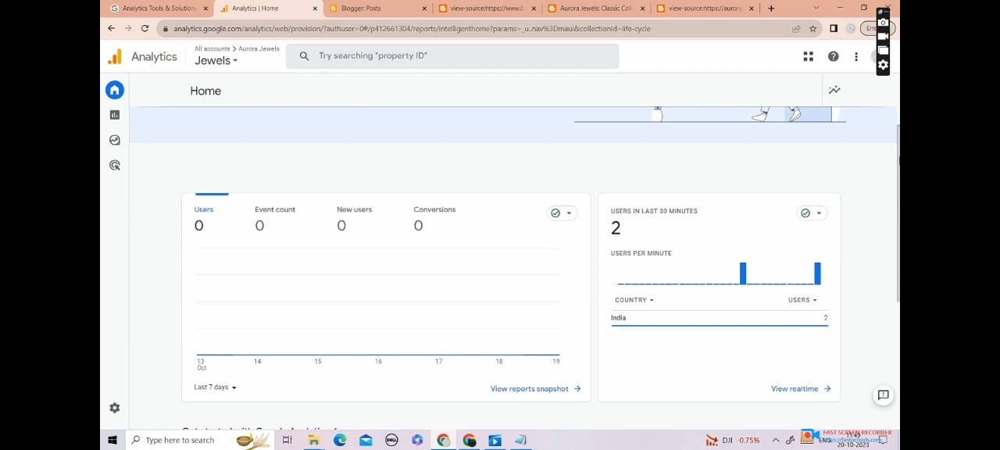 Analytics Tools & Solution
Analytics | Home
Blogger: Posts
view-source:https://www.b
Aurora Jewels: Classic Coll
view-source:https://aurora
analytics.google.com/analytics/web/provision/?authuser=0#/p412661304/reports/intelligenthome?params=_u.nav%3Dmaui&collectionId=life-cycle
Analytics
All accounts > Aurora Jewels
Jewels
Try searching "property ID"
Home
Users
Event count
New users
Conversions
0
0
0
0
13
Oct
14
15
16
17
18
19
Last 7 days
View reports snapshot
USERS IN LAST 30 MINUTES
2
USERS PER MINUTE
COUNTRY
USERS
India
2
View realtime
Type here to search
DELL
DJI -0.75%
ENG
11:49
20-10-2023
FAST SCREEN RECORDER
https://fastpctools.com